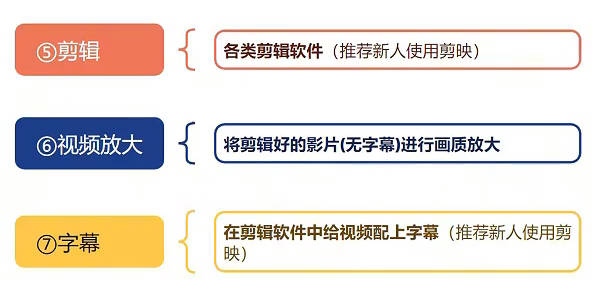 ⑤剪辑
各类剪辑软件（推荐新人使用剪映）
⑥视频放大
将剪辑好的影片(无字幕)进行画质放大
⑦字幕
在剪辑软件中给视频配上字幕（推荐新人使用剪
映）